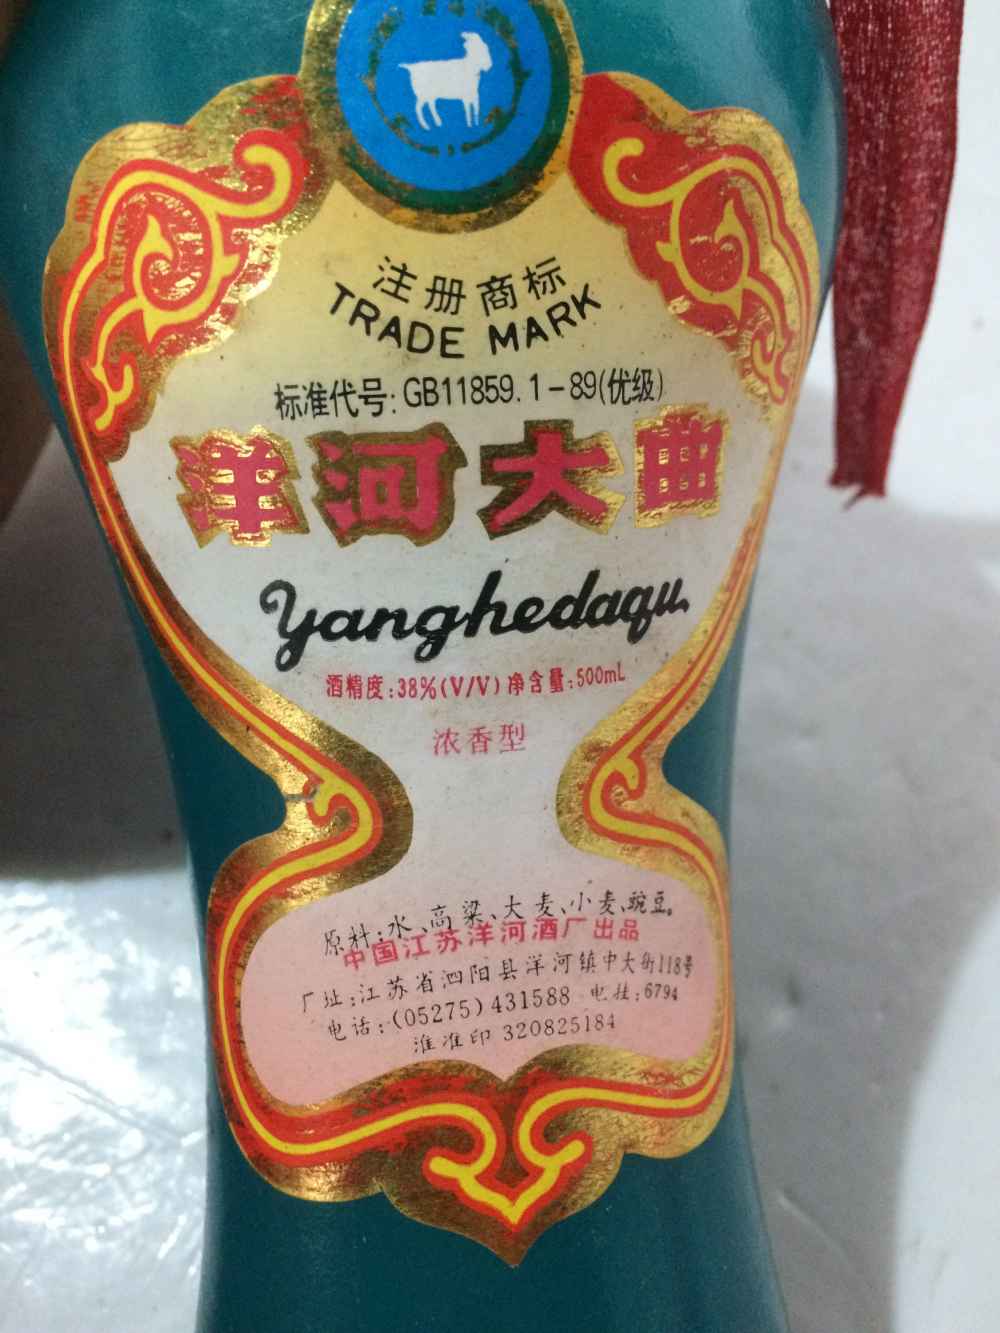 注册商标
TRADE MARK
标准代号: GB11859.1-89(优级)
洋河大曲
Yanghedaqu
酒精度:38%(V/V) 净含量:500mL
浓香型
原料:水、高粱、大麦、小麦、豌豆。
中国江苏洋河酒厂出品
厂址:江苏省泗阳县洋河镇中大街118号
电话:(05275)431588 电挂:6794
淮准印 320825184